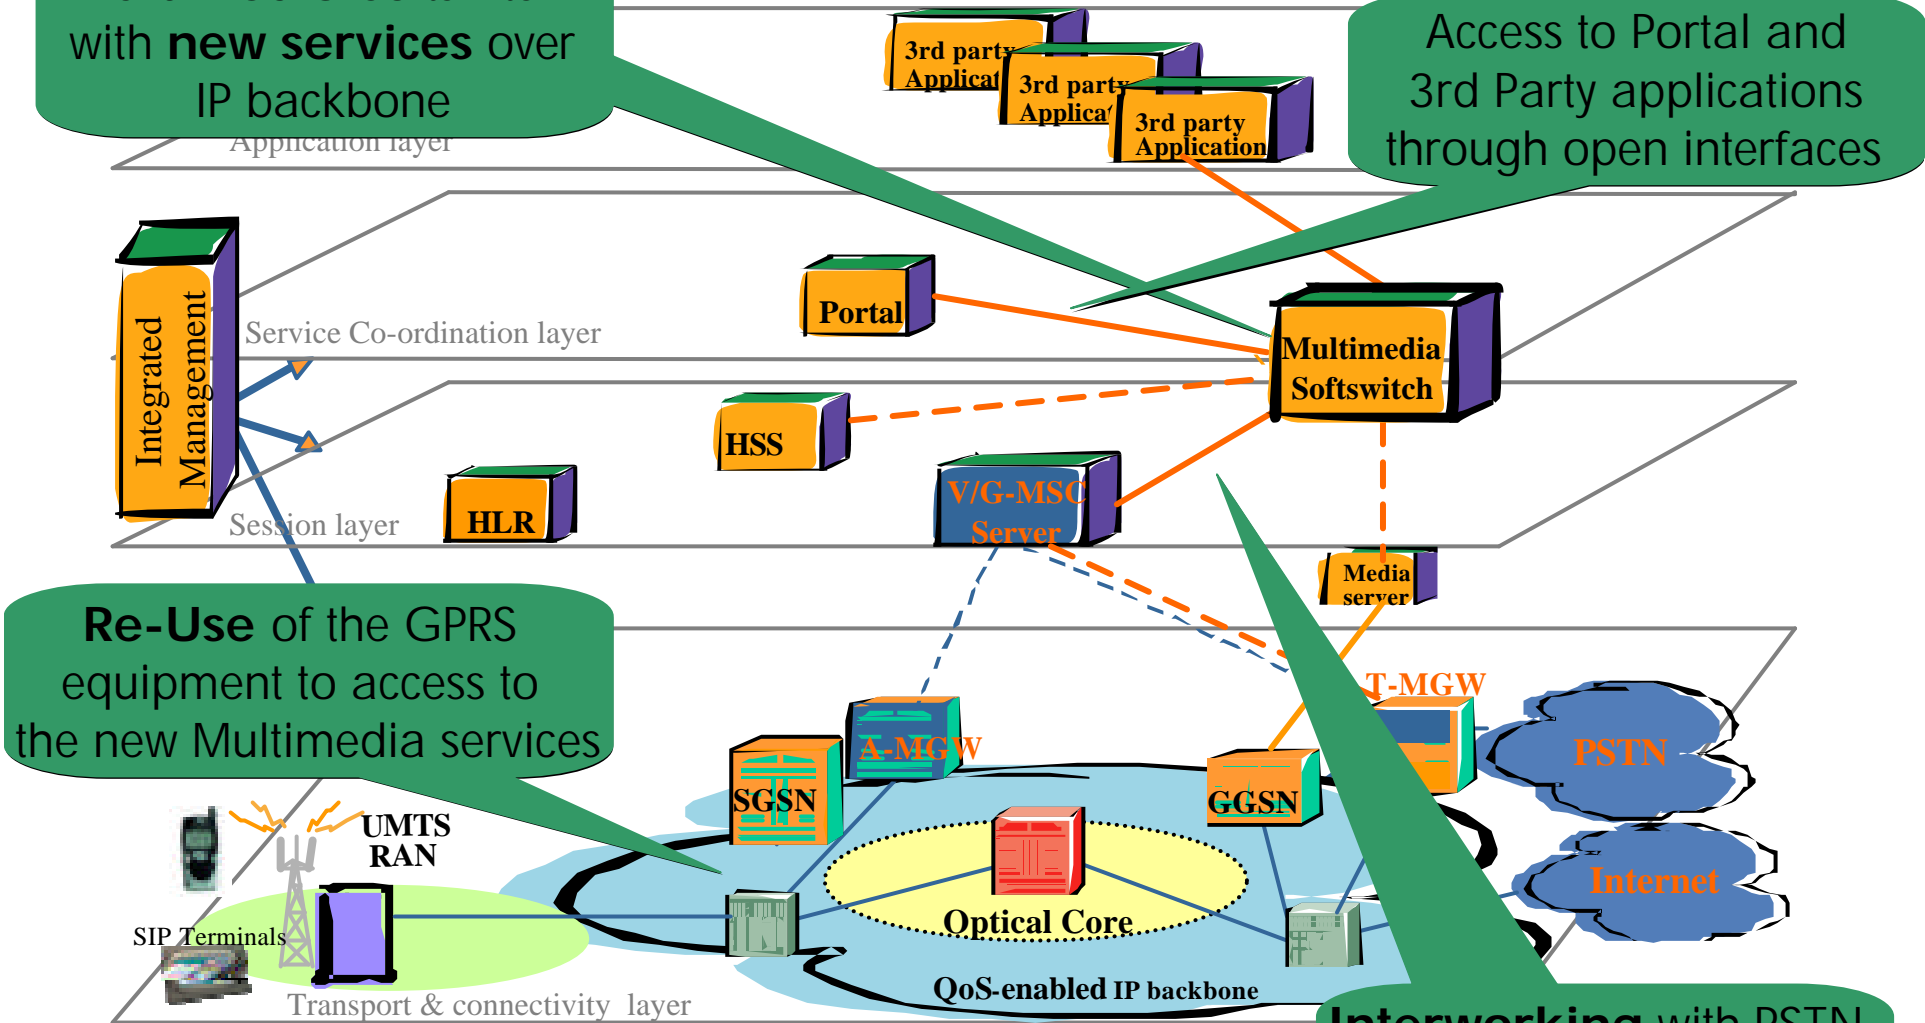 with new services over
IP backbone
Access to Portal and
3rd Party applications
through open interfaces
3rd party
3rd party
3rd party
Application
Application layer
Integrated
Management
Service Co-ordination layer
Portal
Multimedia
Softswitch
HSS
HLR
V/G-MSC
Server
Session layer
Media
server
Re-Use of the GPRS
equipment to access to
the new Multimedia services
T-MGW
A-MGW
PSTN
SGSN
GGSN
UMTS
RAN
Internet
Optical Core
SIP Terminals
QoS-enabled IP backbone
Transport & connectivity layer
Interworking with PSTN